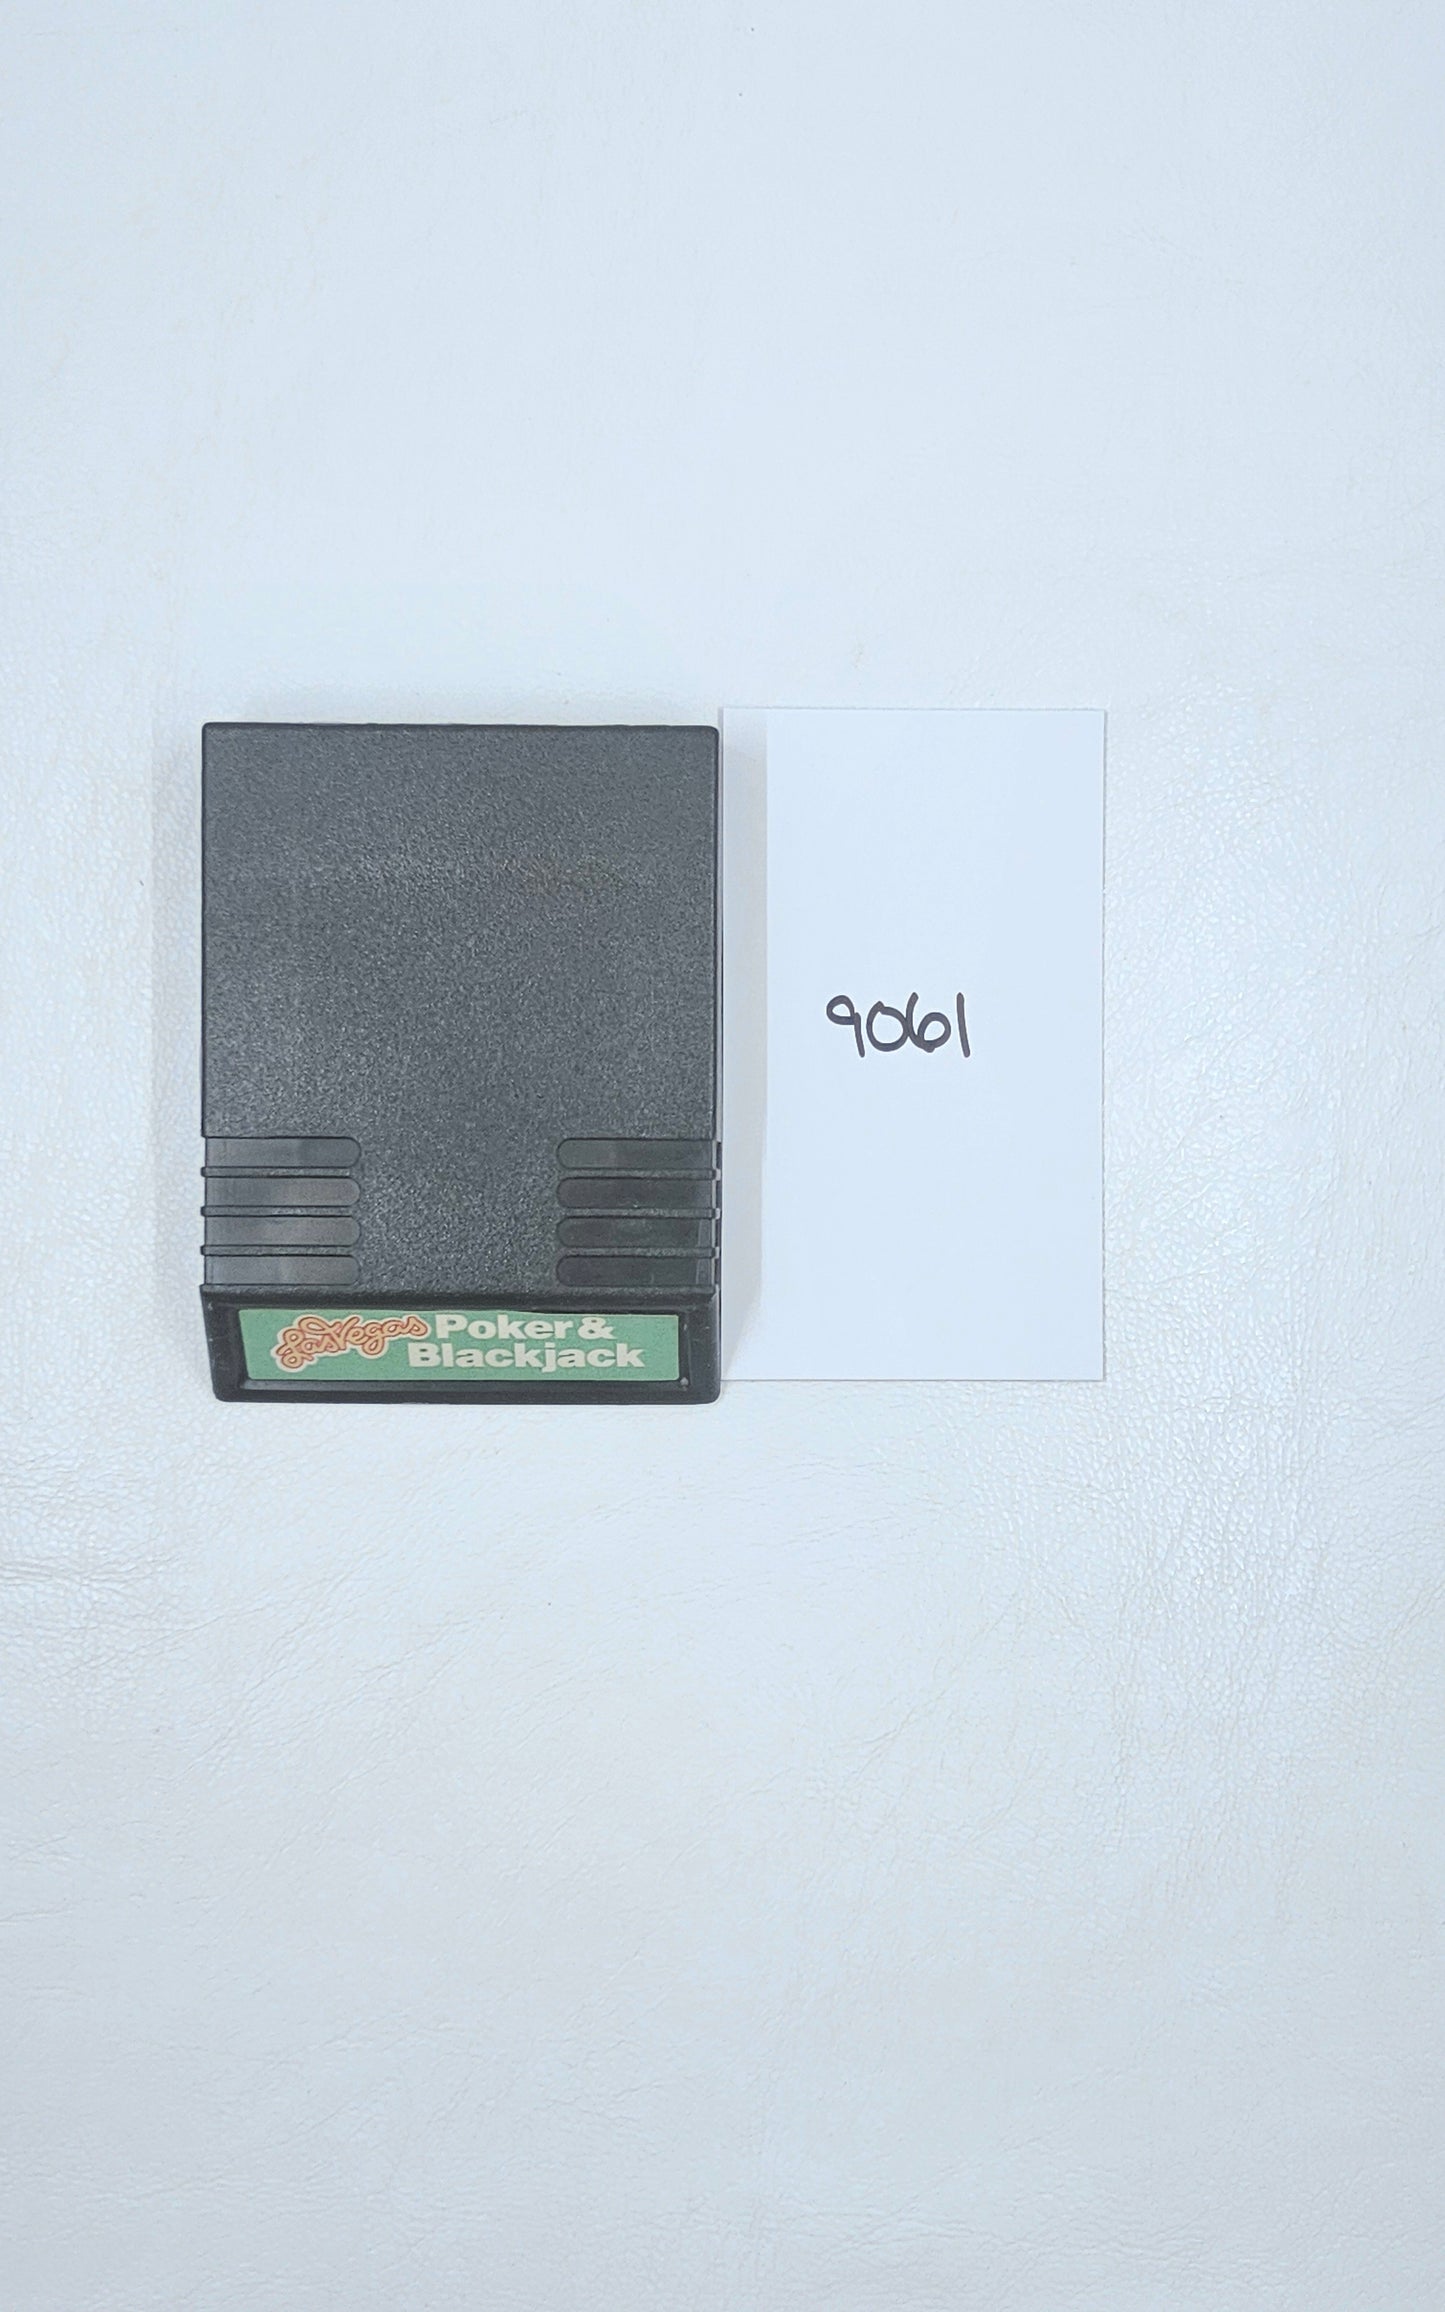 Las Vegas Poker &
Blackjack
9061